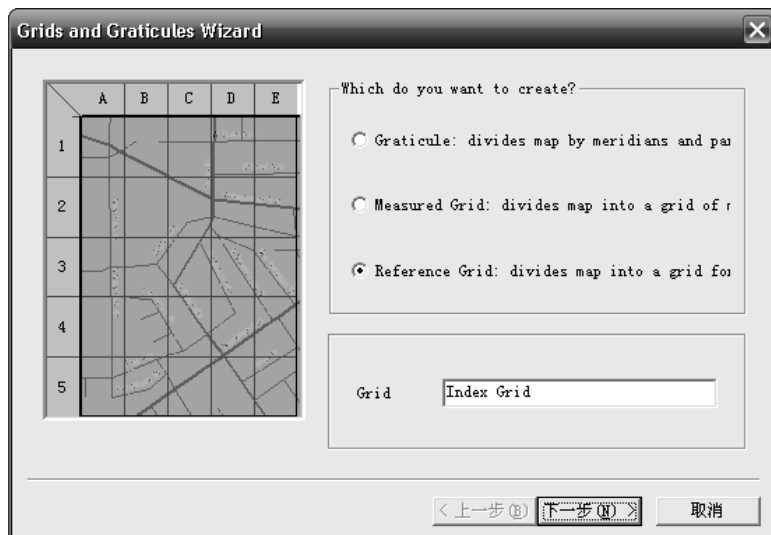 Grids and Graticules Wizard
A B C D E
1
2
3
4
5
Which do you want to create?
Graticule: divides map by meridians and pa
Measured Grid: divides map into a grid of
Reference Grid: divides map into a grid for
Grid
Index Grid
< 上一步(B)
下一步(N) >
取消